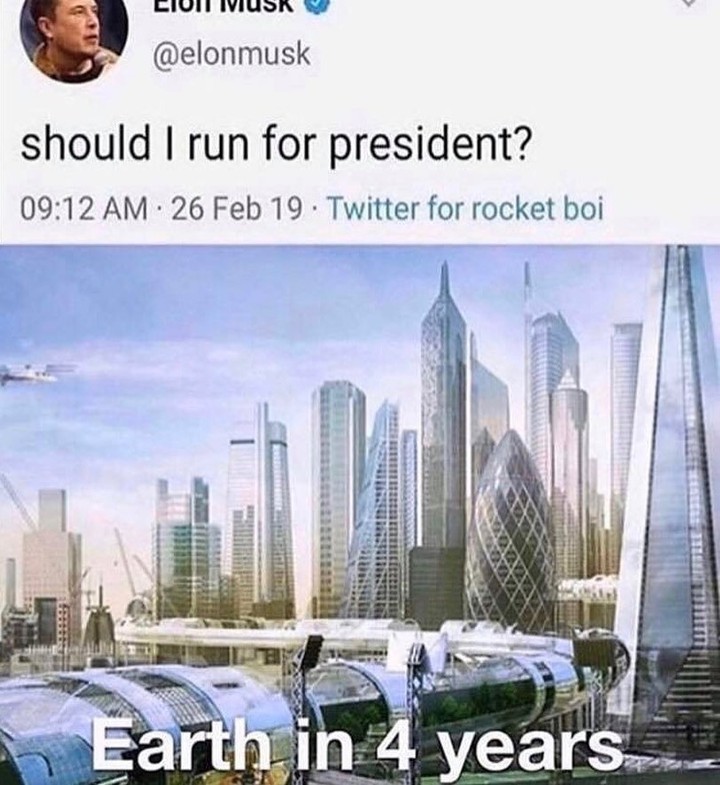 Elon Musk
@elonmusk
should I run for president?
09:12 AM · 26 Feb 19 · Twitter for rocket boi
Earth in 4 years